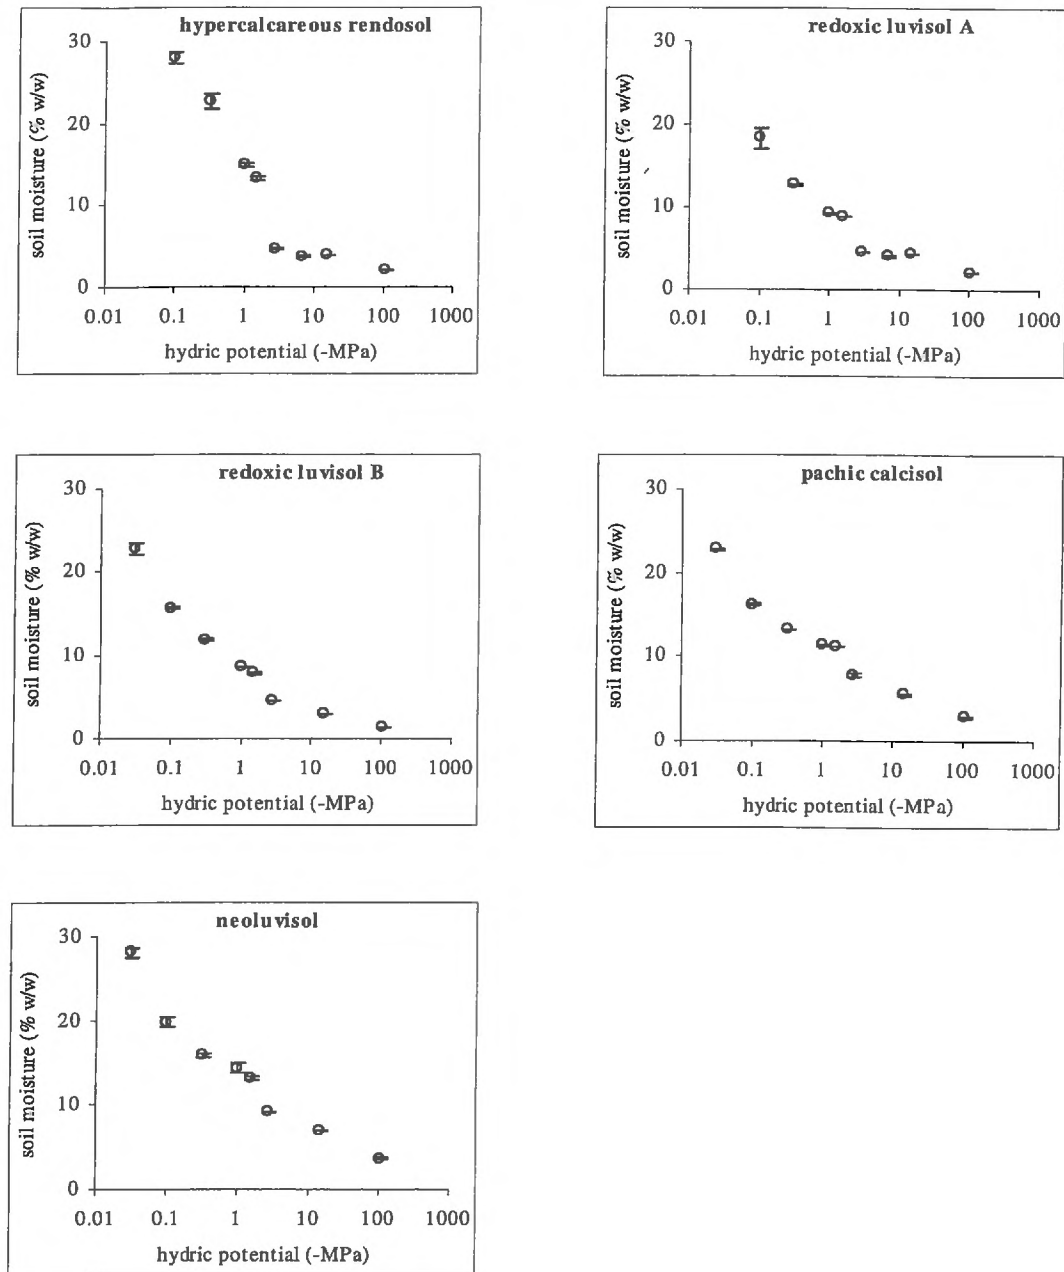 hypercalcareous rendosol
30
20
10
0
soil moisture (% w/w)
0.01 0.1 1 10 100 1000
hydric potential (-MPa)
redoxic luvisol A
30
20
10
0
soil moisture (% w/w)
0.01 0.1 1 10 100 1000
hydric potential (-MPa)
redoxic luvisol B
30
20
10
0
soil moisture (% w/w)
0.01 0.1 1 10 100 1000
hydric potential (-MPa)
pachic calcisol
30
20
10
0
soil moisture (% w/w)
0.01 0.1 1 10 100 1000
hydric potential (-MPa)
neoluvisol
30
20
10
0
soil moisture (% w/w)
0.01 0.1 1 10 100 1000
hydric potential (-MPa)